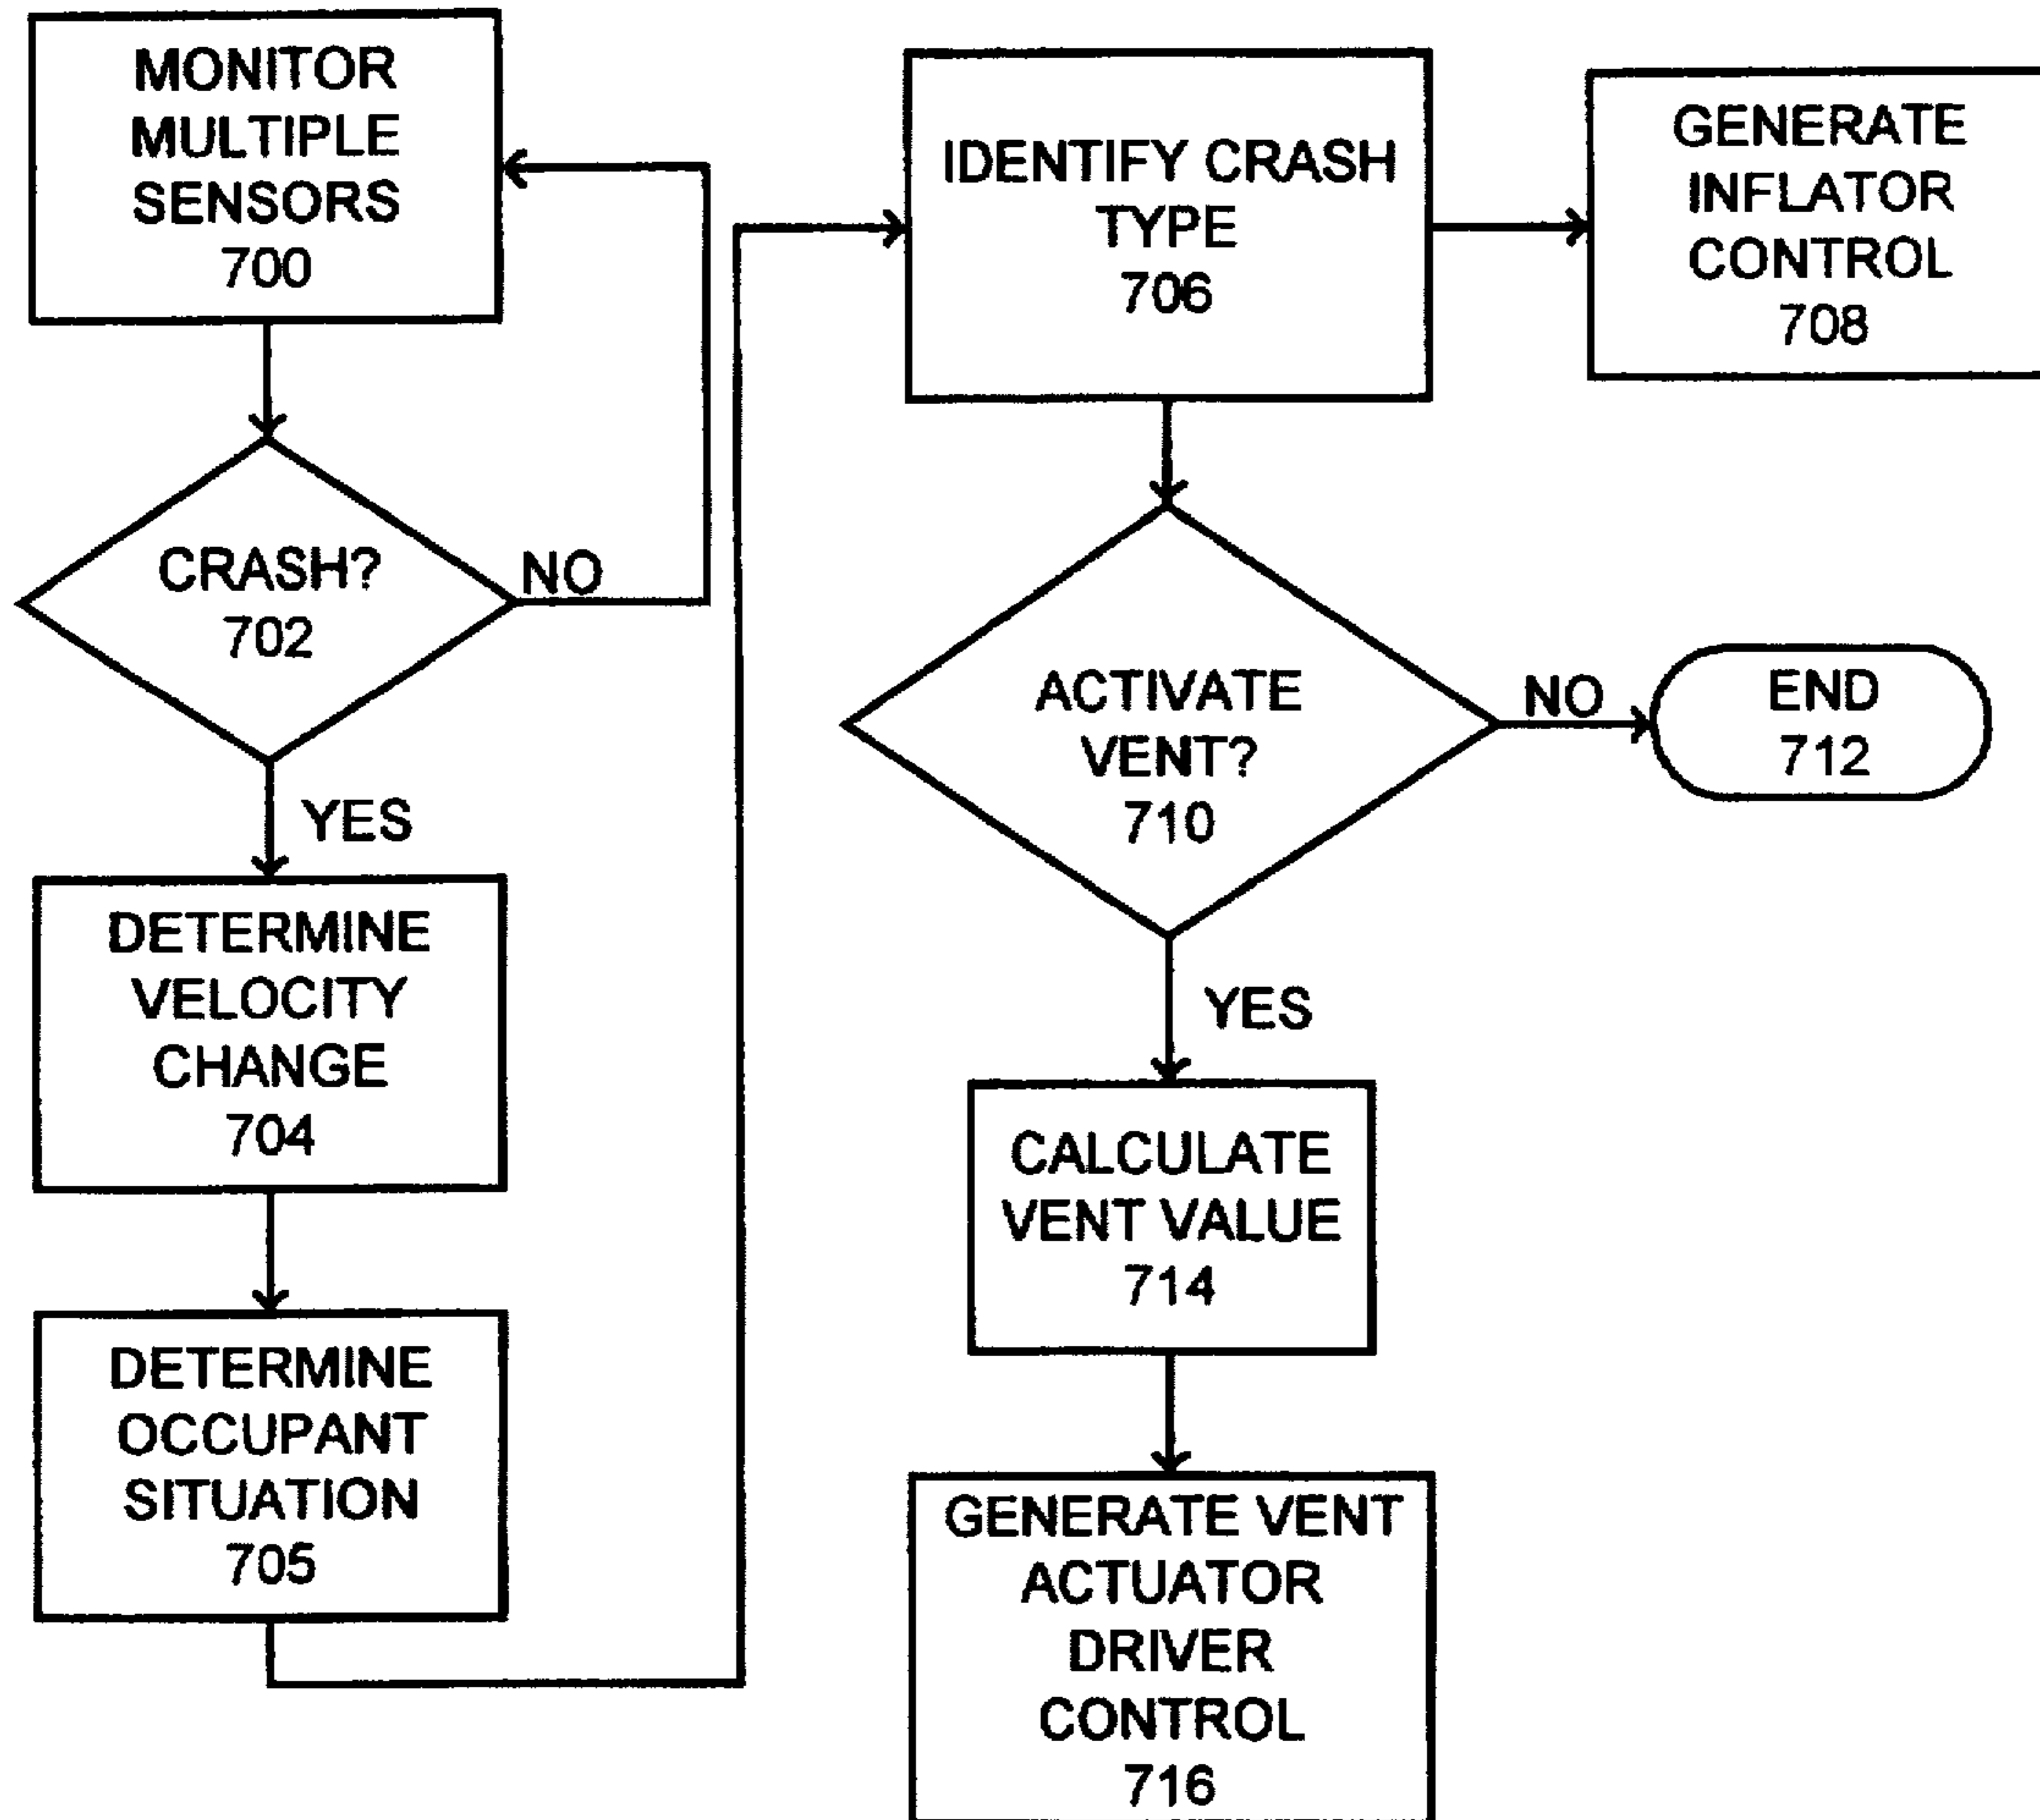 MONITOR
MULTIPLE
SENSORS
700
CRASH?
702
NO
YES
DETERMINE
VELOCITY
CHANGE
704
DETERMINE
OCCUPANT
SITUATION
705
IDENTIFY CRASH
TYPE
706
GENERATE
INFLATOR
CONTROL
708
ACTIVATE
VENT?
710
NO
END
712
YES
CALCULATE
VENT VALUE
714
GENERATE VENT
ACTUATOR
DRIVER
CONTROL
716